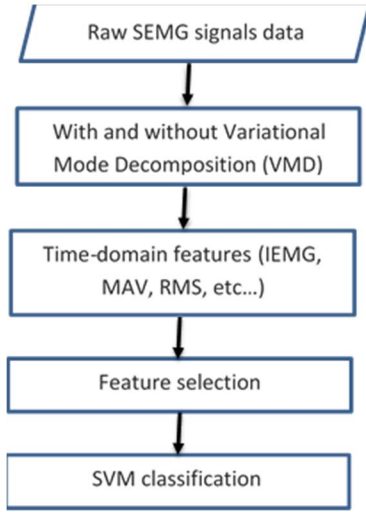 Raw SEMG signals data
With and without Variational
Mode Decomposition (VMD)
Time-domain features (IEMG,
MAV, RMS, etc...)
Feature selection
SVM classification